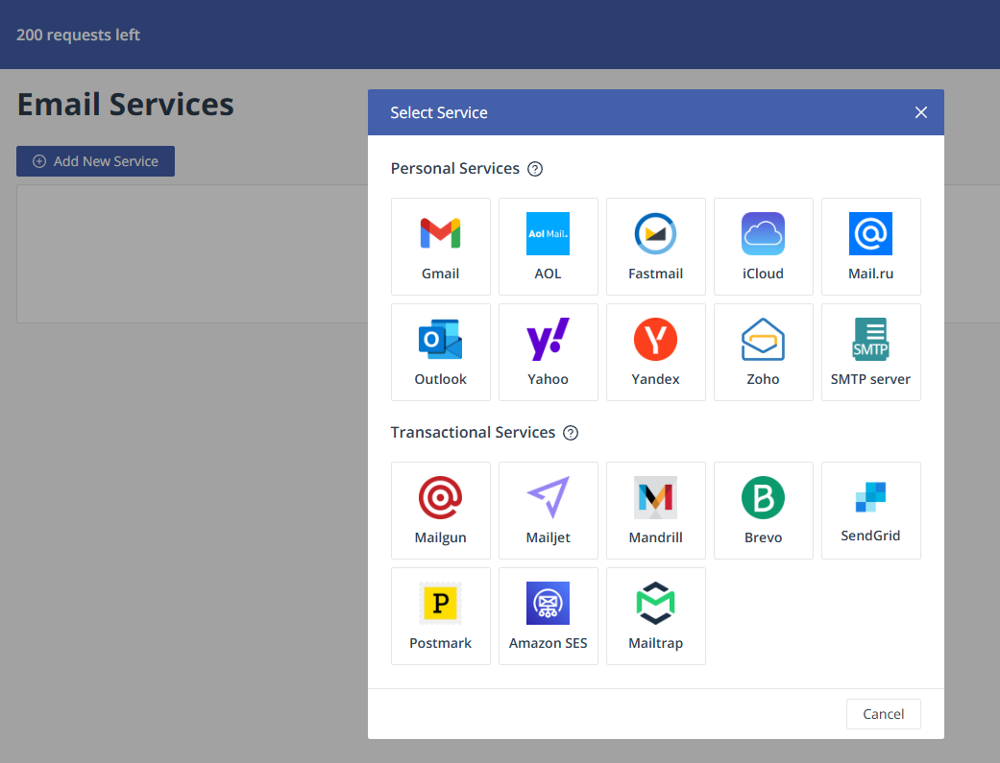 200 requests left
Email Services
Add New Service
Select Service
Personal Services ?
Aol Mail.
Gmail AOL Fastmail iCloud Mail.ru
SMTP
Outlook Yahoo Yandex Zoho SMTP server
Transactional Services ?
Mailgun Mailjet Mandrill Brevo SendGrid
Postmark Amazon SES Mailtrap
Cancel